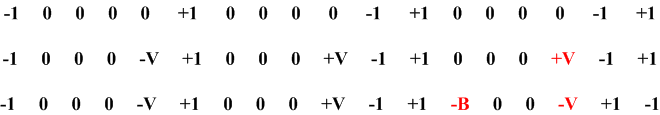 -1 0 0 0 0 +1 0 0 0 0 -1 +1 0 0 0 0 -1 +1
-1 0 0 0 -V +1 0 0 0 +V -1 +1 0 0 0 +V -1 +1
-1 0 0 0 -V +1 0 0 0 +V -1 +1 -B 0 0 -V +1 -1